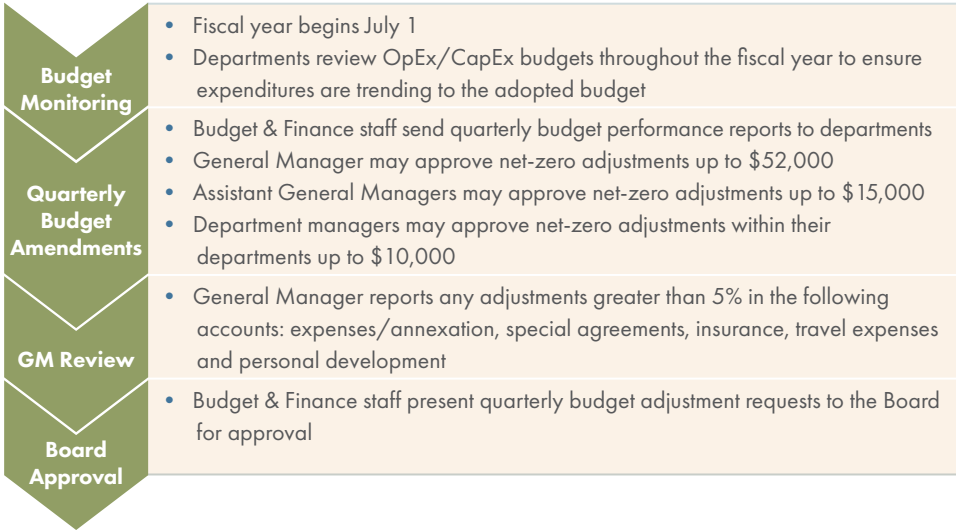 Budget
Monitoring
• Fiscal year begins July 1
• Departments review OpEx/CapEx budgets throughout the fiscal year to ensure
expenditures are trending to the adopted budget
Quarterly
Budget
Amendments
• Budget & Finance staff send quarterly budget performance reports to departments
• General Manager may approve net-zero adjustments up to $52,000
• Assistant General Managers may approve net-zero adjustments up to $15,000
• Department managers may approve net-zero adjustments within their
departments up to $10,000
GM Review
• General Manager reports any adjustments greater than 5% in the following
accounts: expenses/annexation, special agreements, insurance, travel expenses
and personal development
Board
Approval
• Budget & Finance staff present quarterly budget adjustment requests to the Board
for approval